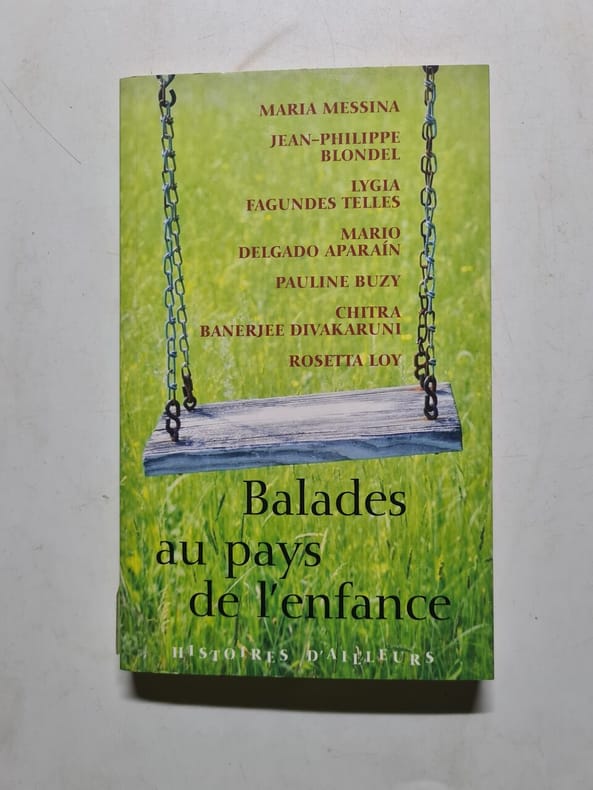 MARIA MESSINA
JEAN–PHILIPPE
BLONDEL
LYGIA
FAGUNDES TELLES
MARIO
DELGADO APARAÍN
PAULINE BUZY
CHITRA
BANERJEE DIVAKARUNI
ROSETTA LOY
Balades
au pays
de l'enfance
HISTOIRES D'AILLEURS